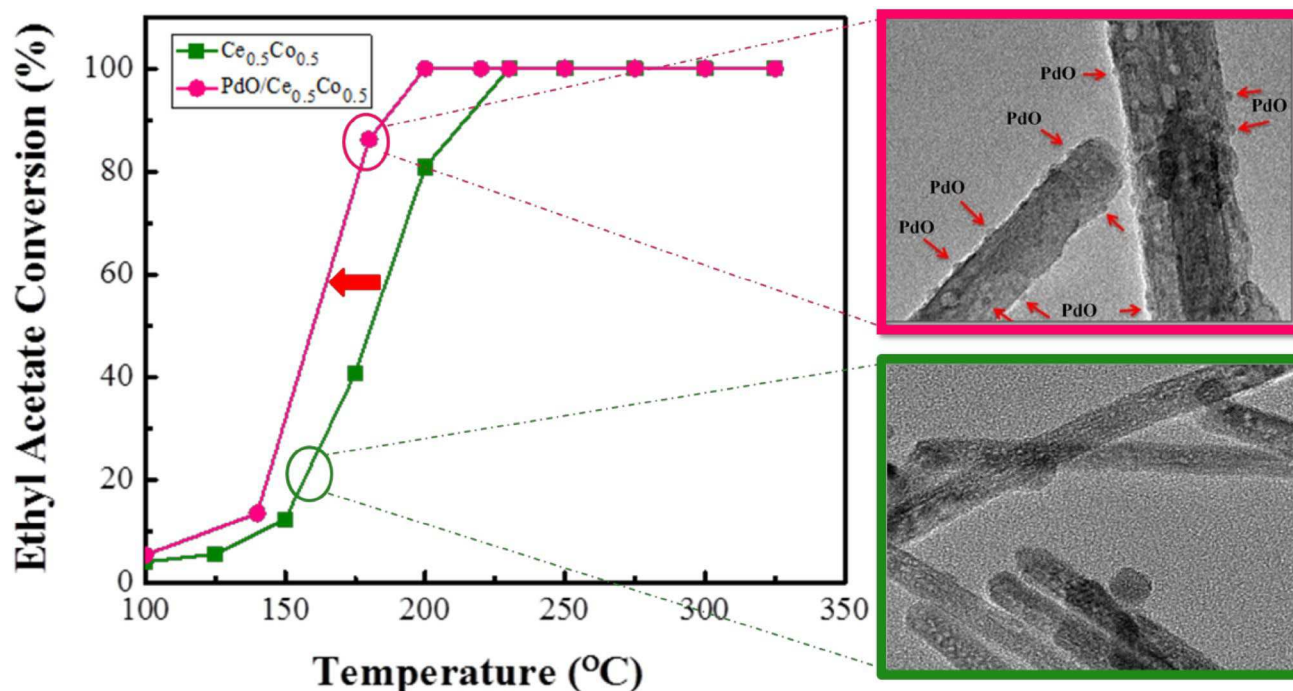 Ethyl Acetate Conversion (%)
100
80
60
40
20
0
Ce0.5Co0.5
PdO/Ce0.5Co0.5
100 150 200 250 300 350
Temperature (OC)
PdO
PdO
PdO
PdO
PdO
PdO